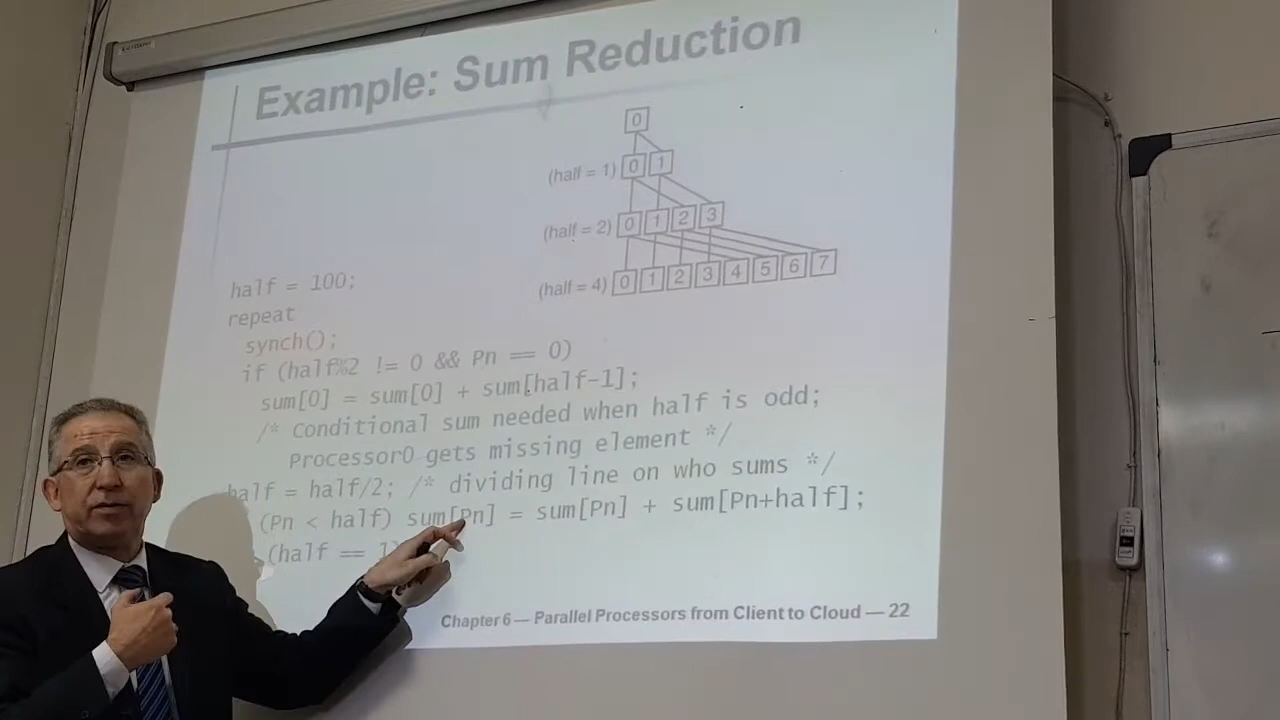 Example: Sum Reduction
0
(half = 1) 0 1
(half = 2) 0 1 2 3
(half = 4) 0 1 2 3 4 5 6 7
half = 100;
repeat
synch();
if (half%2 != 0 && Pn == 0)
sum[0] = sum[0] + sum[half-1];
/* Conditional sum needed when half is odd;
Processor0 gets missing element */
half = half/2; /* dividing line on who sums */
(Pn < half) sum[Pn] = sum[Pn] + sum[Pn+half];
(half == 1)
Chapter 6 — Parallel Processors from Client to Cloud — 22